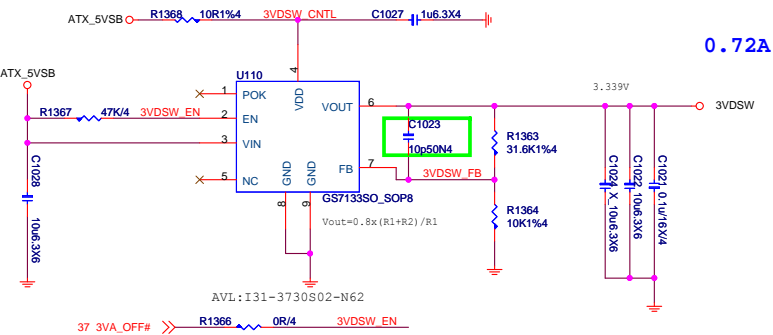 ATX_5VSB
R1368
10R1%4
3VDSW_CNTL
C1027
1u6.3X4
0.72A
ATX_5VSB
U110
4
1
POK
VDD
3.339V
R1367
47K/4
3VDSW_EN
2
EN
VOUT
6
3VDSW
C1023
3
VIN
R1363
31.6K1%4
10p50N4
C1028
10u6.3X6
5
NC
GND
GND
FB
7
3VDSW_FB
C1024 X_10u6.3X6
C1022 10u6.3X6
C1021 0.1u/16X/4
8
9
GS7133SO_SOP8
R1364
10K1%4
Vout=0.8x(R1+R2)/R1
AVL:I31-3730S02-N62
37 3VA_OFF#
R1366
0R/4
3VDSW_EN